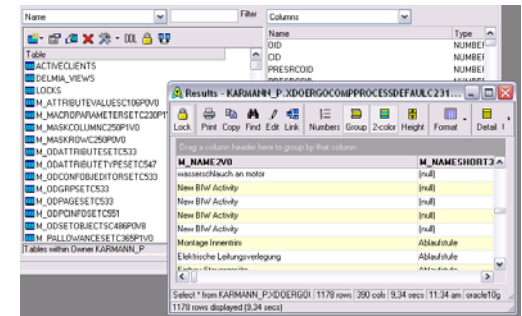 Name
Filter
Columns
Name Type
OID NUMBER
CID NUMBER
PRESRCOID NUMBER
Table
ACTIVECLIENTS
DELMIA_VIEWS
LOCKS
M_ATTRIBUTEVALUESC106P0V0
M_MACROPARAMETERSETC230P1
M_MASKCOLUMNC250P1V0
M_MASKROWC250P0V0
M_ODATTRIBUTESETC533
M_ODATTRIBUTETYPESETC547
M_ODCONFOBJEDITORSETC533
M_ODGRPSETC533
M_ODPAGESETC533
M_ODPCINFOSETC551
M_ODSETOBJECTSC486P0V8
M_PALLOWANCESETC365P1V0
Tables within Owner KARMANN_P
Results - KARMANN_P.XDOERGOCOMPPROCESSDEFAULC231...
Lock Print Copy Find Edit Link Numbers Group 2-color Height Format Detail
Drag a column header here to group by that column
M_NAME2V0 M_NAMESHORT3
wasserschlauch an motor (null)
New BIW Activity (null)
New BIW Activity (null)
New BIW Activity (null)
New BIW Activity (null)
Montage Innentrim Ablaufstufe
Elektrische Leitungsverlegung Ablaufstufe
Select * from KARMANN_P.XDOERGOI 1178 rows 390 cols 9,34 secs 11:34 am oracle10g
1178 rows displayed (9,34 secs)